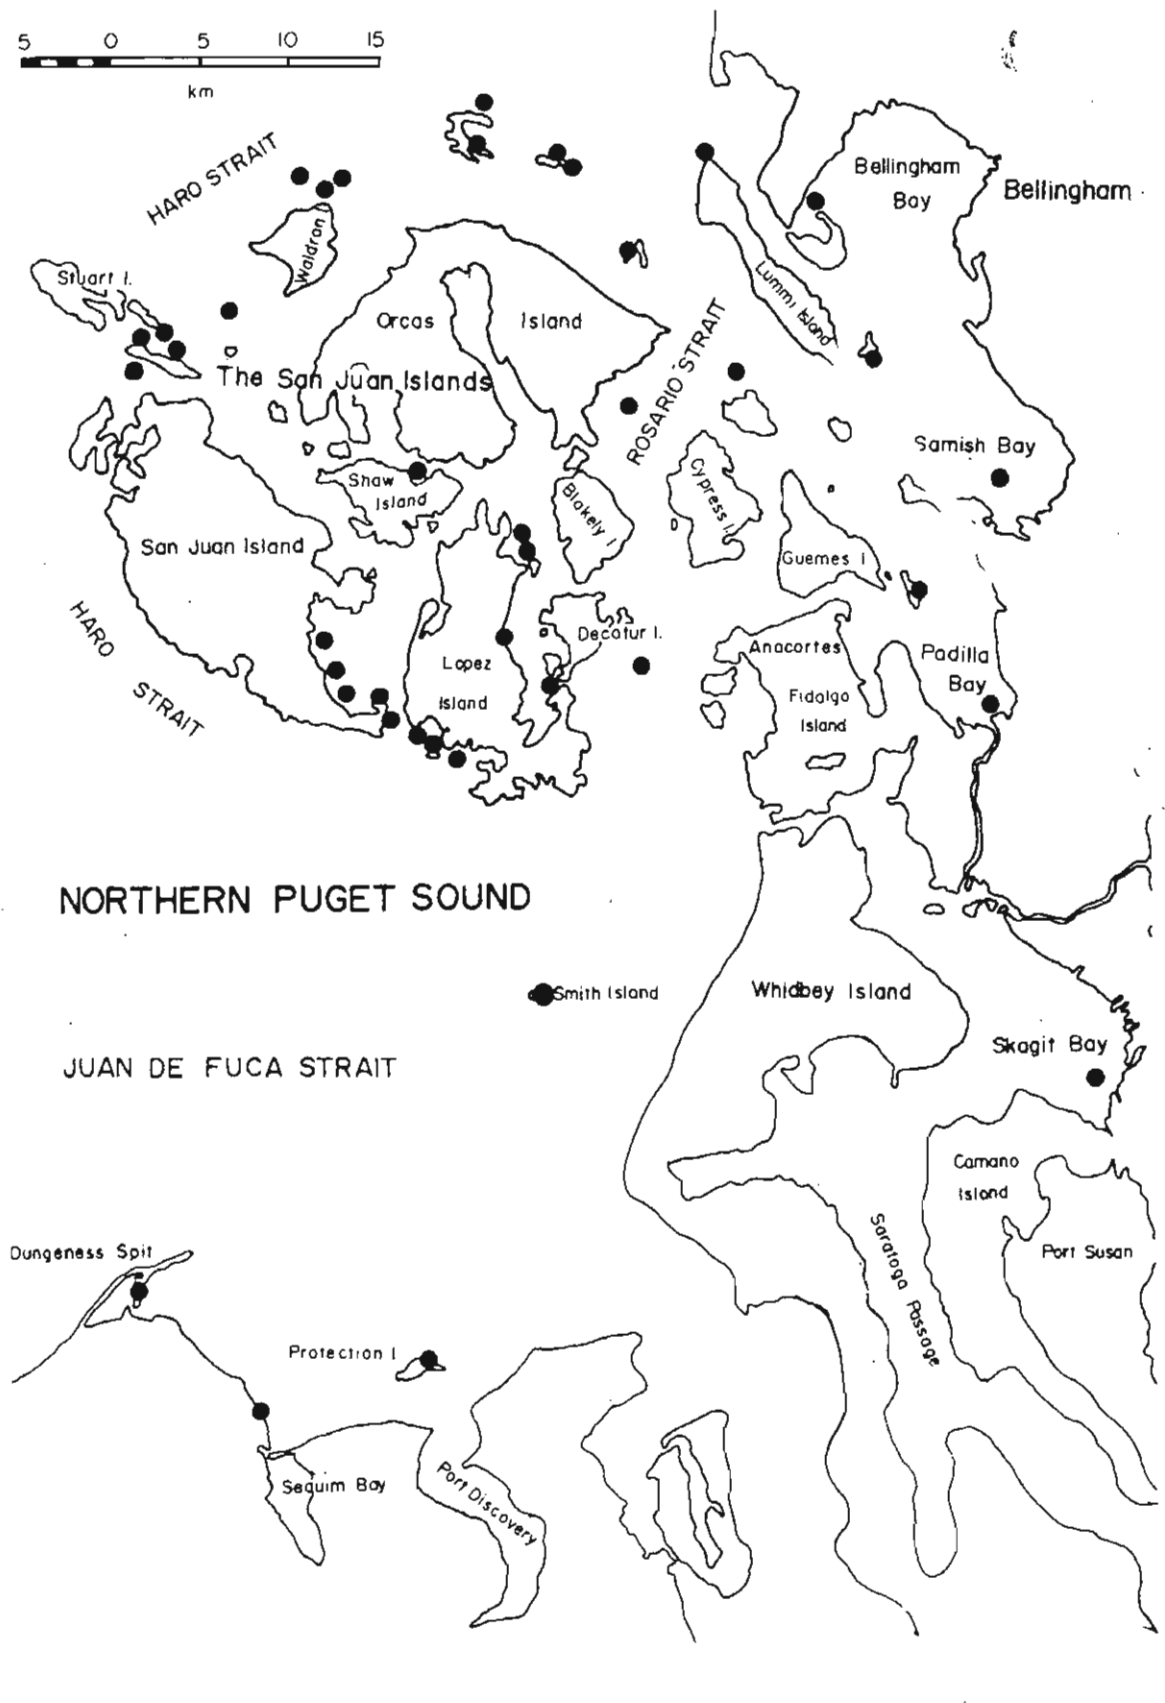 5 0 5 10 15
km
HARO STRAIT
Bellingham
Bay
Bellingham
Waldron I.
Stuart I.
Lummi Island
Orcas Island
The San Juan Islands
ROSARIO STRAIT
Samish Bay
Shaw
Island
Cypress I.
Blakely I
San Juan Island
Guemes I
HARO
STRAIT
Decatur I.
Anacortes
Padilla
Bay
Lopez
Island
Fidalgo
Island
NORTHERN PUGET SOUND
Smith Island
Whidbey Island
Skagit Bay
JUAN DE FUCA STRAIT
Camano
Island
Saratoga Passage
Port Susan
Dungeness Spit
Protection I
Sequim Bay
Port Discovery